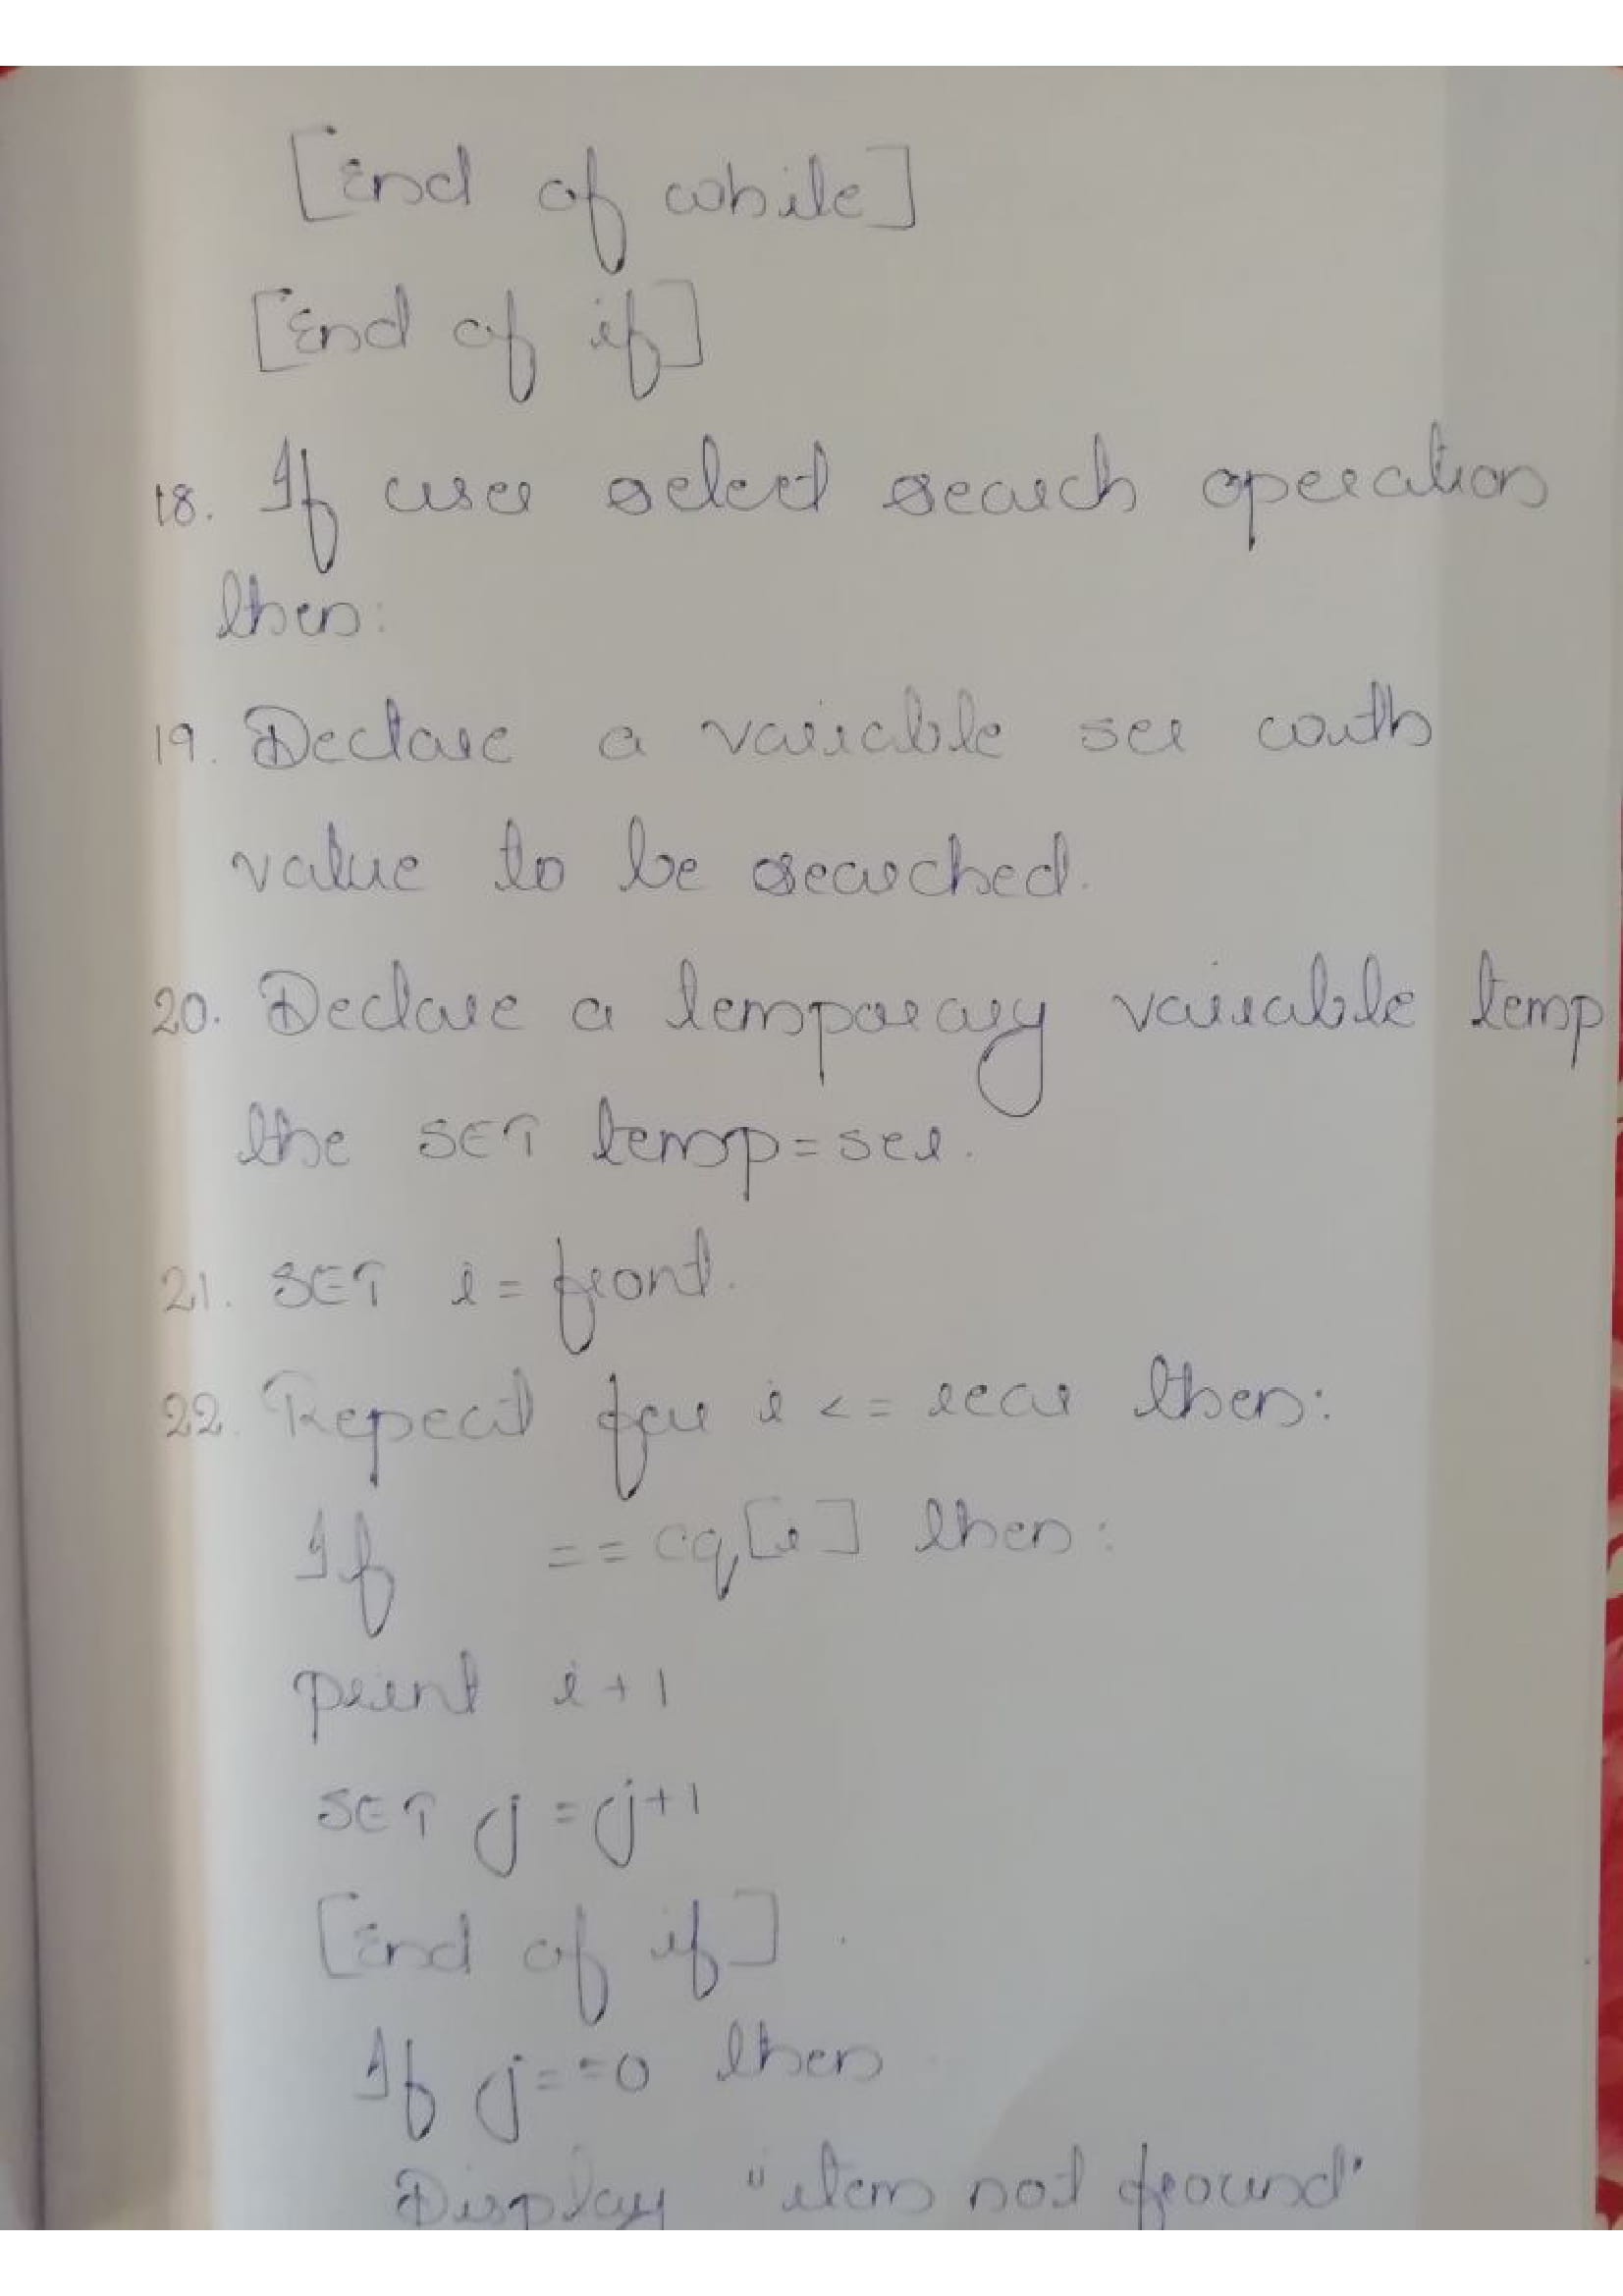 [End of while]
[End of if]
18. If user select search operation
then:
19. Declare a variable ser with
value to be searched.
20. Declare a temporary variable temp
the SET temp=ser.
21. SET i = front.
22. Repeat for i <= rear then:
If == cq[i] then:
print i+1
SET j = j+1
[End of if]
If j==0 then
Display "item not fround"